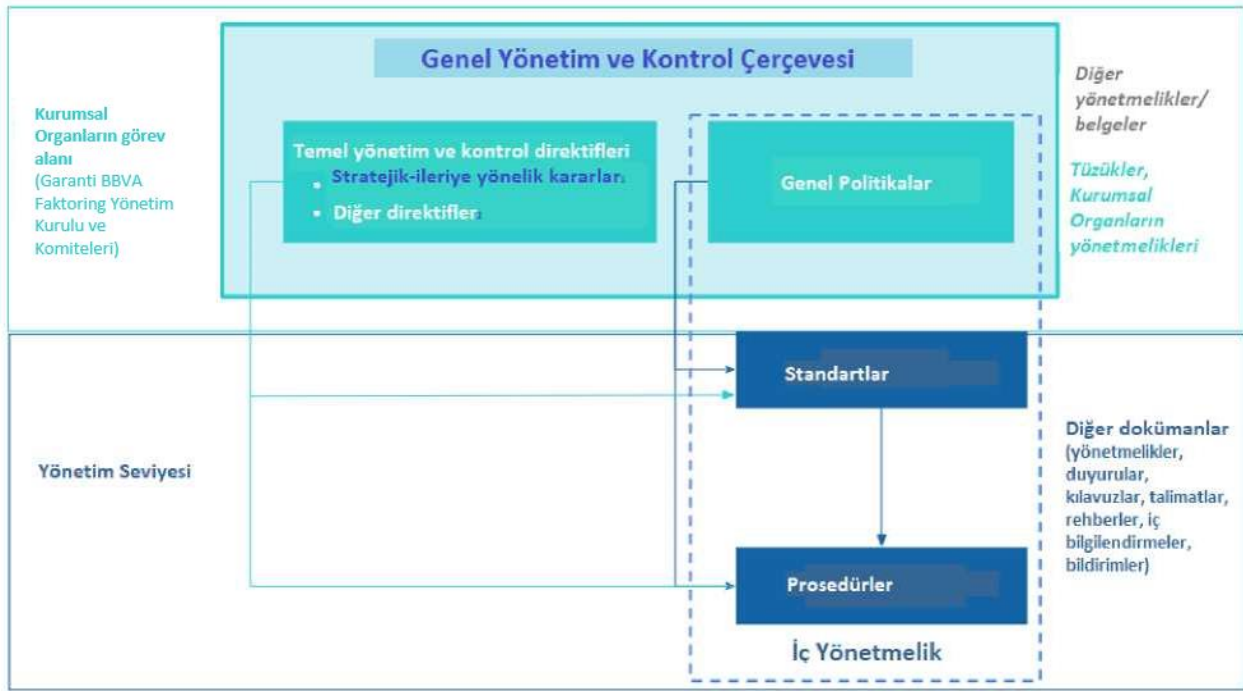 Genel Yönetim ve Kontrol Çerçevesi
Kurumsal
Organların görev
alanı
(Garanti BBVA
Faktoring Yönetim
Kurulu ve
Komiteleri)
Temel yönetim ve kontrol direktifleri
• Stratejik-ileriye yönelik kararlar
• Diğer direktifler
Genel Politikalar
Diğer
yönetmelikler/
belgeler
Tüzükler,
Kurumsal
Organların
yönetmelikleri
Yönetim Seviyesi
Standartlar
Prosedürler
İç Yönetmelik
Diğer dokümanlar
(yönetmelikler,
duyurular,
kılavuzlar, talimatlar,
rehberler, iç
bilgilendirmeler,
bildirimler)